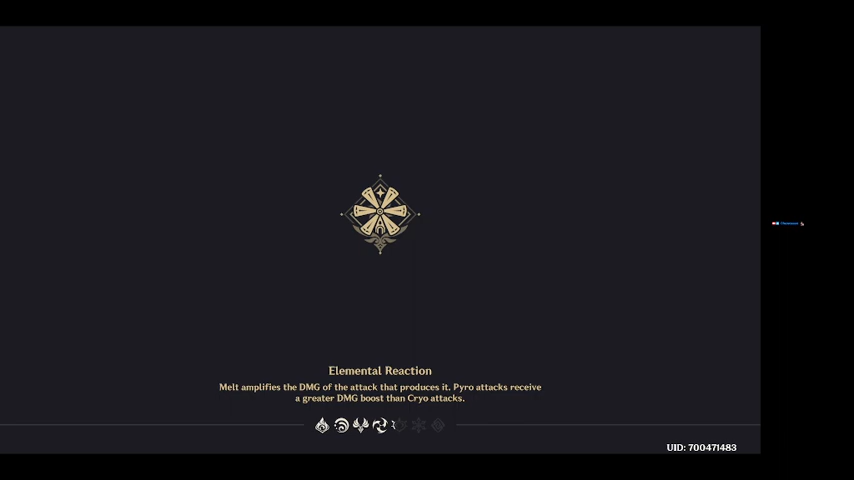 Elemental Reaction
Melt amplifies the DMG of the attack that produces it. Pyro attacks receive
a greater DMG boost than Cryo attacks.
UID: 700471483